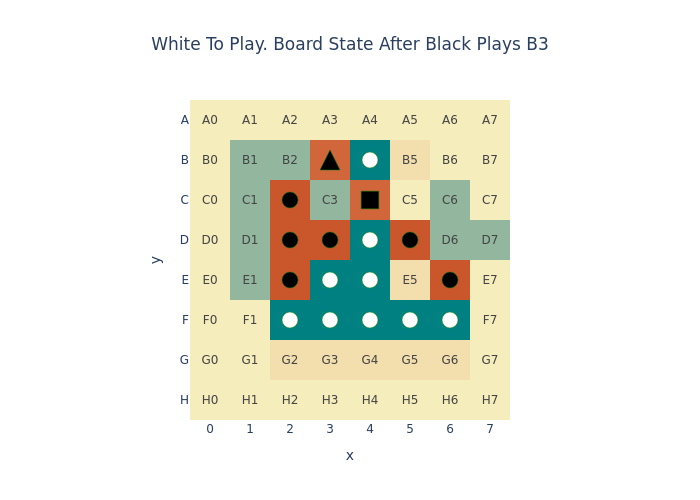 White To Play. Board State After Black Plays B3
A A0 A1 A2 A3 A4 A5 A6 A7
B B0 B1 B2 B5 B6 B7
C C0 C1 C3 C5 C6 C7
D D0 D1 D6 D7
E E0 E1 E5 E7
F F0 F1 F7
G G0 G1 G2 G3 G4 G5 G6 G7
H H0 H1 H2 H3 H4 H5 H6 H7
0 1 2 3 4 5 6 7
x
y